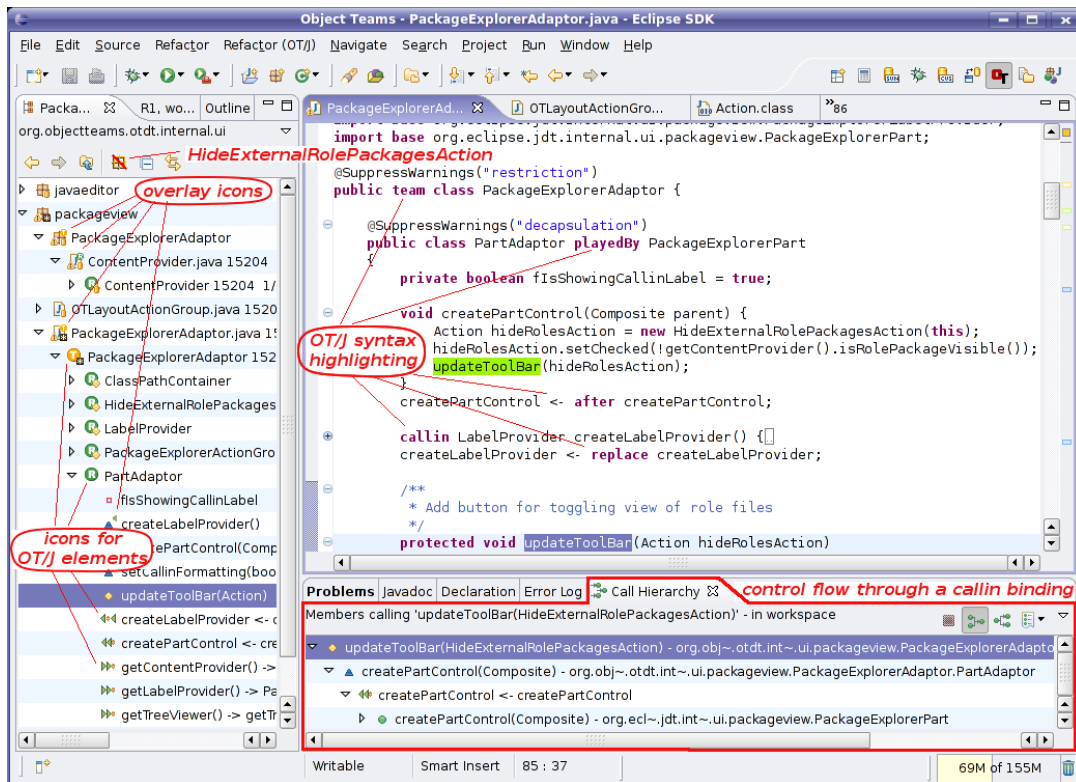 Object Teams - PackageExplorerAdaptor.java - Eclipse SDK
File Edit Source Refactor Refactor (OT/J) Navigate Search Project Run Window Help
Packa... R1, wo... Outline
org.objectteams.otdt.internal.ui
HideExternalRolePackagesAction
javaeditor
overlay icons
packageview
PackageExplorerAdaptor
ContentProvider.java 15204
ContentProvider 15204 1/
OTLayoutActionGroup.java 1520
PackageExplorerAdaptor.java 15
PackageExplorerAdaptor 152
ClassPathContainer
HideExternalRolePackages
LabelProvider
PackageExplorerActionGro
PartAdaptor
fIsShowingCallinLabel
createLabelProvider()
icons for
OT/J elements
atePartControl(Comp
setCallinFormatting(boo
updateToolBar(Action)
createLabelProvider <- c
createPartControl <- cre
getContentProvider() ->
getLabelProvider() -> Pa
getTreeViewer() -> getTr
PackageExplorerAd... OTLayoutActionGro... Action.class »86
import base org.eclipse.jdt.internal.ui.packageview.PackageExplorerPart;
@SuppressWarnings("restriction")
public team class PackageExplorerAdaptor {
@SuppressWarnings("decapsulation")
public class PartAdaptor playedBy PackageExplorerPart
{
private boolean fIsShowingCallinLabel = true;
void createPartControl(Composite parent) {
Action hideRolesAction = new HideExternalRolePackagesAction(this);
hideRolesAction.setChecked(!getContentProvider().isRolePackageVisible());
updateToolBar(hideRolesAction);
}
OT/J syntax
highlighting
createPartControl <- after createPartControl;
callin LabelProvider createLabelProvider() {
createLabelProvider <- replace createLabelProvider;
/**
* Add button for toggling view of role files
*/
protected void updateToolBar(Action hideRolesAction)
Problems Javadoc Declaration Error Log Call Hierarchy
control flow through a callin binding
Members calling 'updateToolBar(HideExternalRolePackagesAction)' - in workspace
updateToolBar(HideExternalRolePackagesAction) - org.obj~.otdt.int~.ui.packageview.PackageExplorerAdapto
createPartControl(Composite) - org.obj~.otdt.int~.ui.packageview.PackageExplorerAdaptor.PartAdaptor
createPartControl <- createPartControl
createPartControl(Composite) - org.ecl~.jdt.int~.ui.packageview.PackageExplorerPart
Writable Smart Insert 85 : 37 69M of 155M